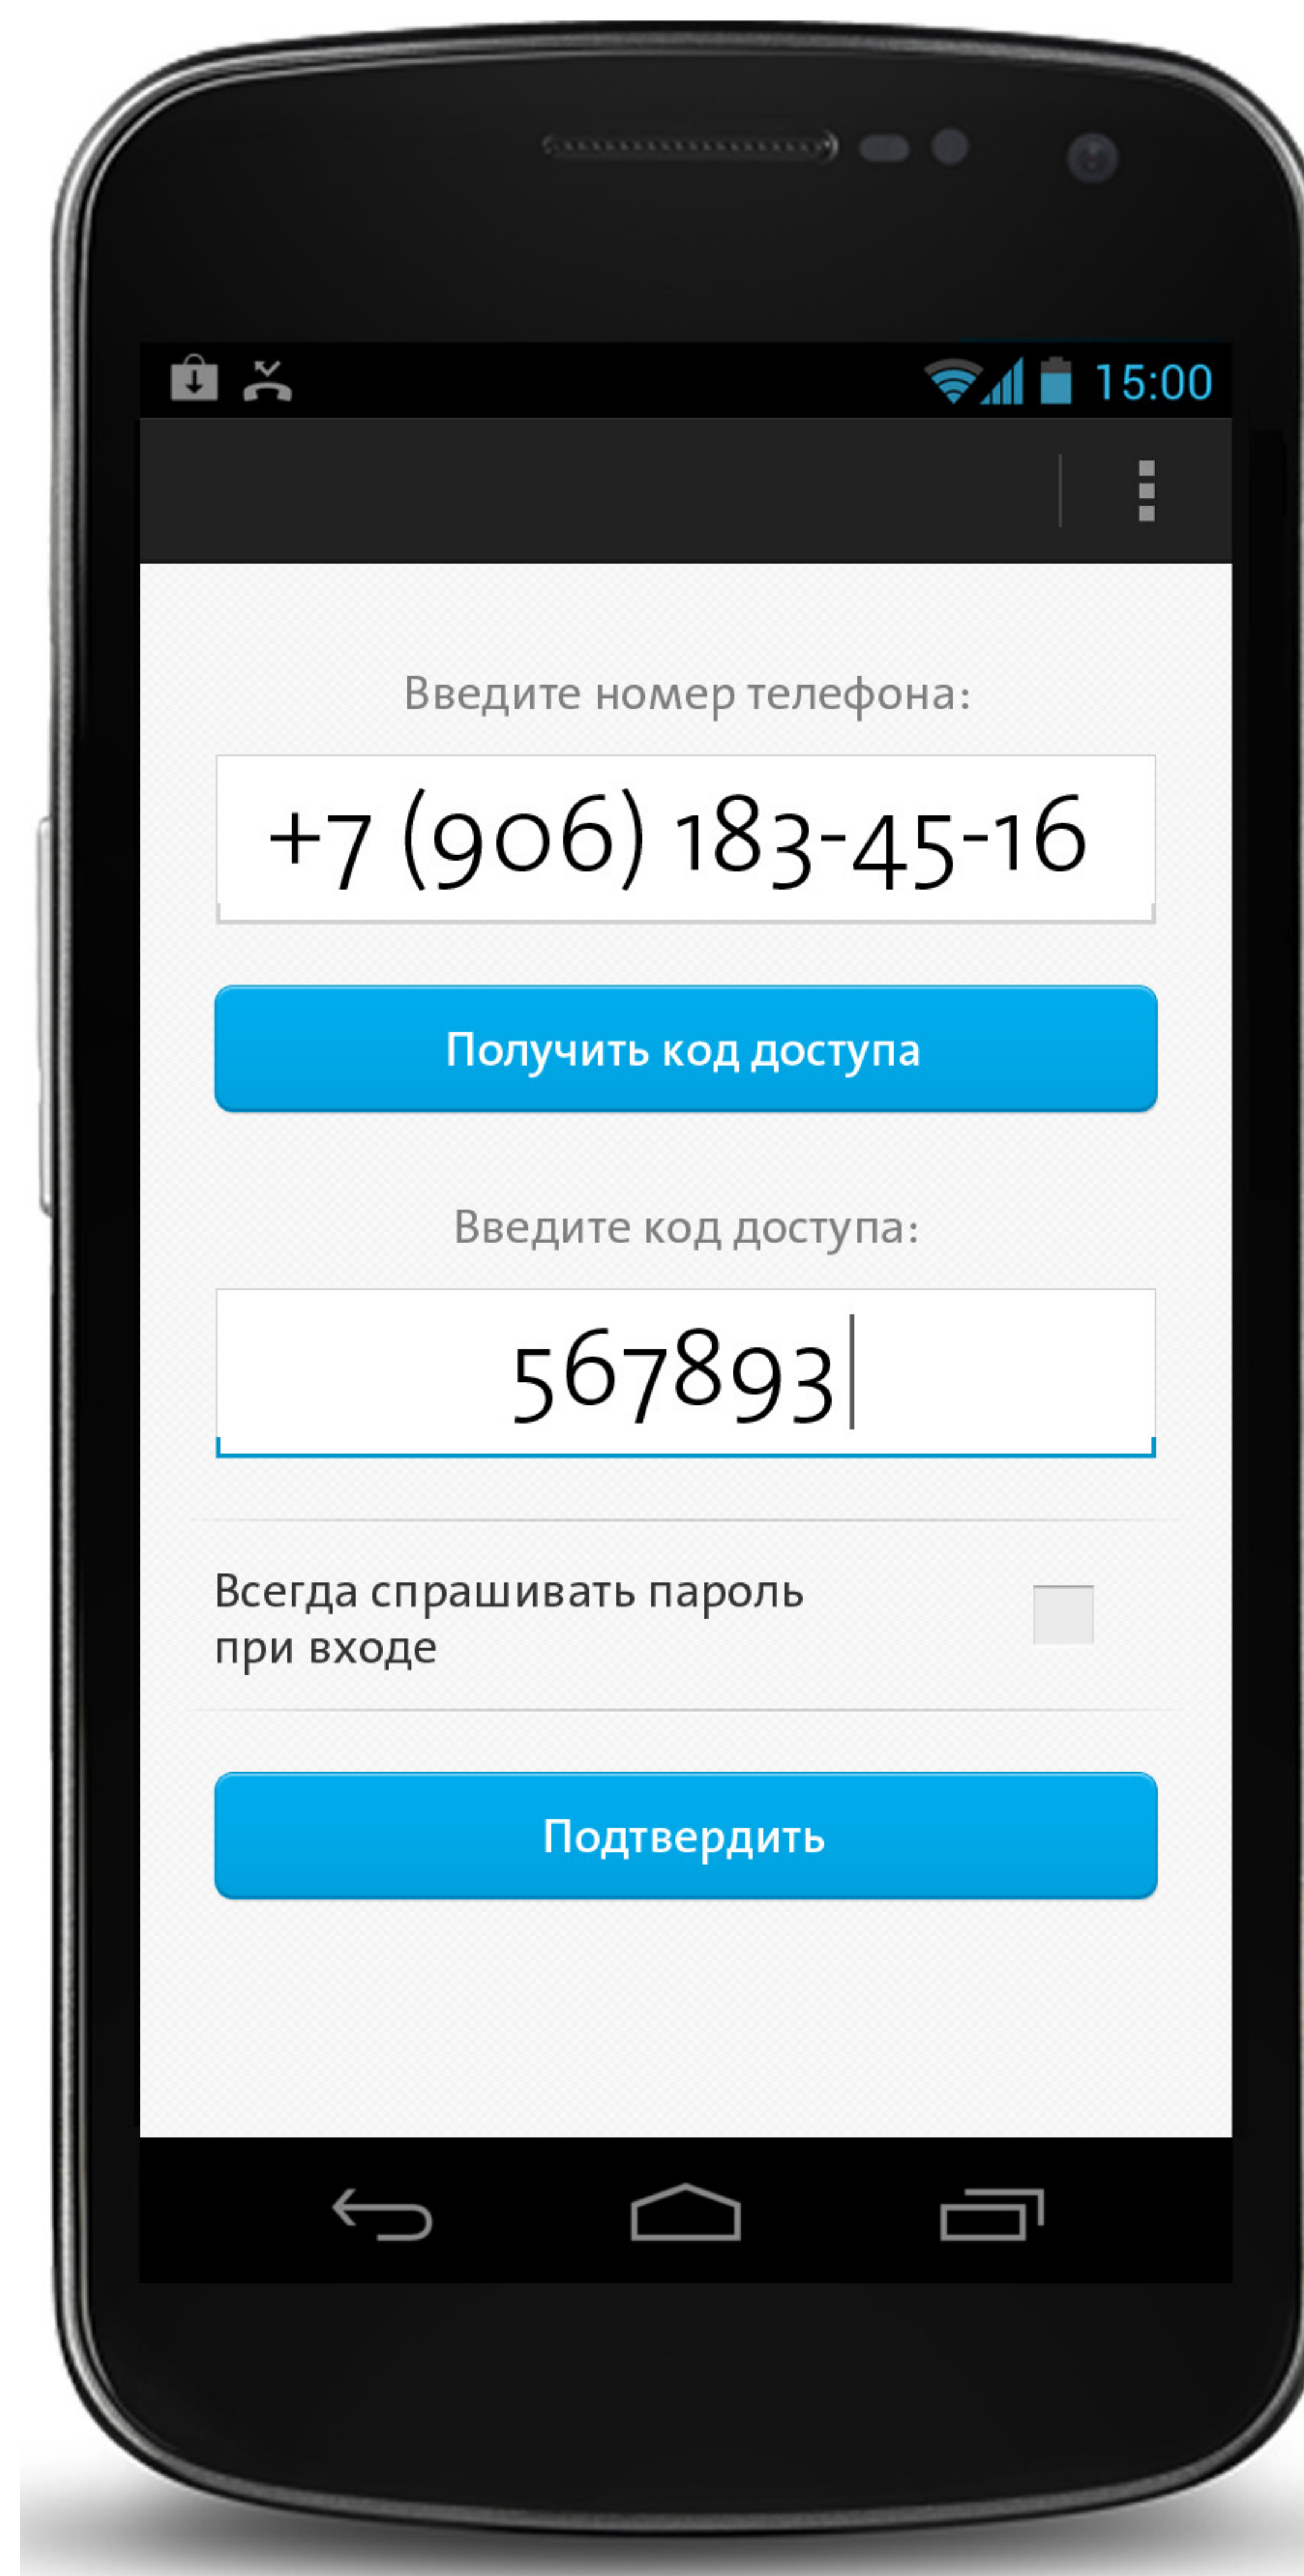 15:00
Введите номер телефона:
+7 (906) 183-45-16
Получить код доступа
Введите код доступа:
567893
Всегда спрашивать пароль
при входе
Подтвердить